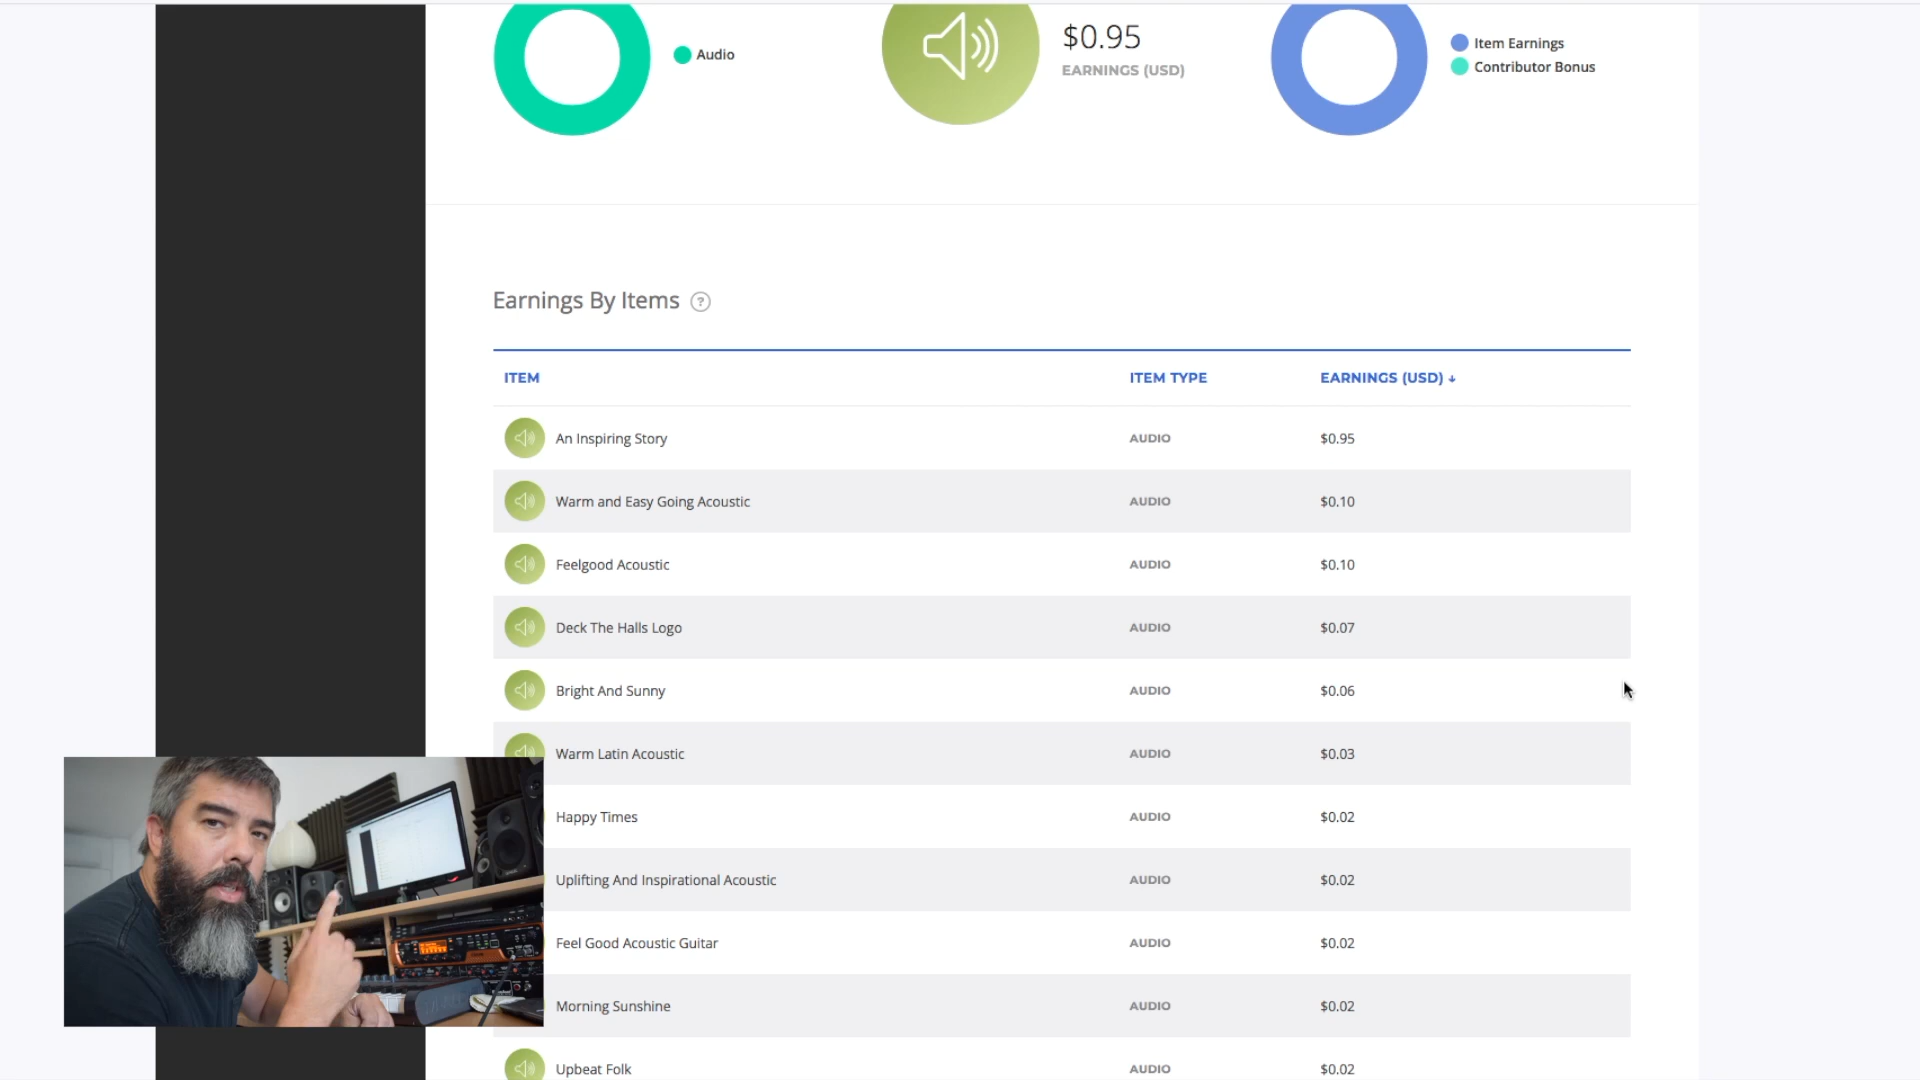 Audio
$0.95
EARNINGS (USD)
Item Earnings
Contributor Bonus
Earnings By Items ?
ITEM ITEM TYPE EARNINGS (USD) ↓
An Inspiring Story AUDIO $0.95
Warm and Easy Going Acoustic AUDIO $0.10
Feelgood Acoustic AUDIO $0.10
Deck The Halls Logo AUDIO $0.07
Bright And Sunny AUDIO $0.06
Warm Latin Acoustic AUDIO $0.03
Happy Times AUDIO $0.02
Uplifting And Inspirational Acoustic AUDIO $0.02
Feel Good Acoustic Guitar AUDIO $0.02
Morning Sunshine AUDIO $0.02
Upbeat Folk AUDIO $0.02